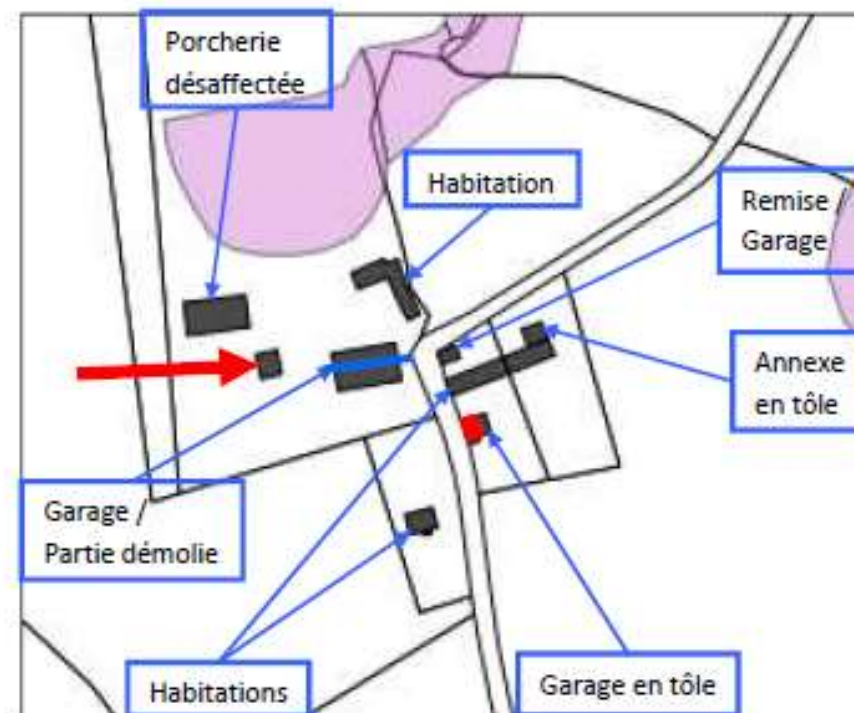 Porcherie
désaffectée
Habitation
Remise /
Garage
Annexe
en tôle
Garage /
Partie démolie
Habitations
Garage en tôle